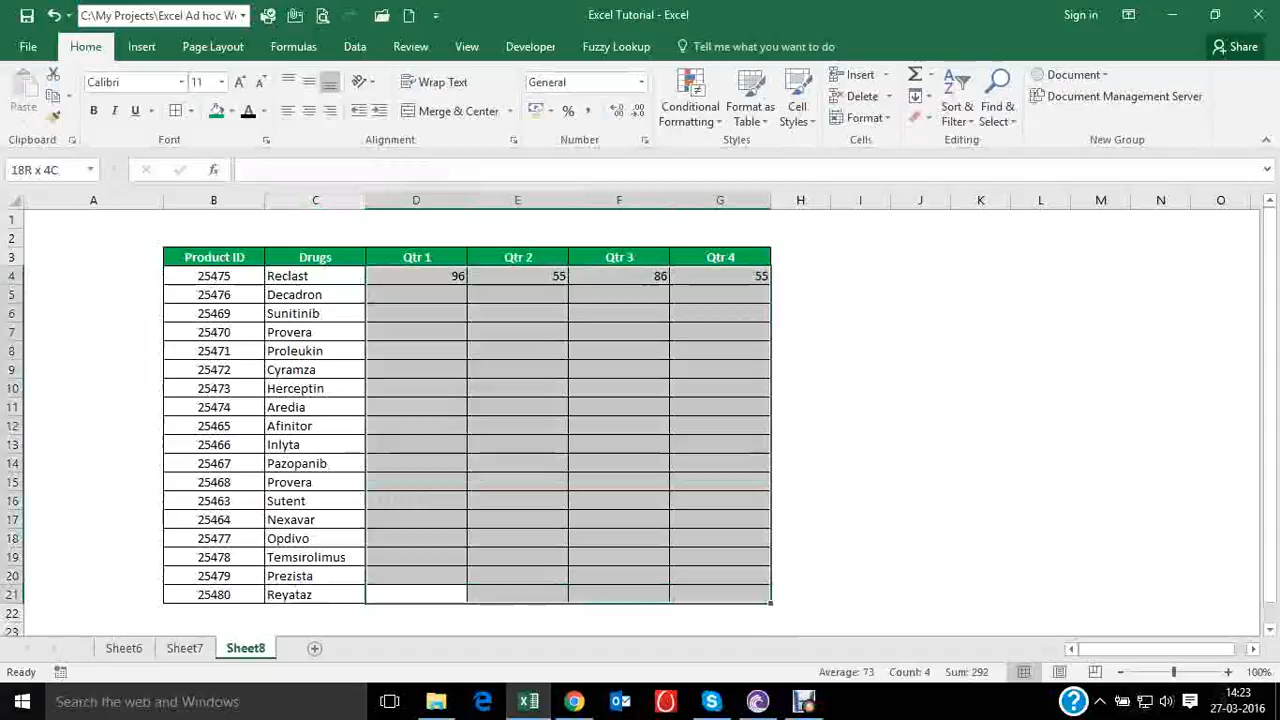 C:\My Projects\Excel Ad hoc W
Excel Tutorial - Excel
Sign in
File Home Insert Page Layout Formulas Data Review View Developer Fuzzy Lookup Tell me what you want to do Share
Paste
Calibri 11
B I U
Wrap Text
Merge & Center
General
%
Conditional Formatting
Format as Table
Cell Styles
Insert
Delete
Format
Sort & Filter
Find & Select
Document
Document Management Server
Clipboard Font Alignment Number Styles Cells Editing New Group
18R x 4C fx
A B C D E F G H I J K L M N O
1
2
3 Product ID Drugs Qtr 1 Qtr 2 Qtr 3 Qtr 4
4 25475 Reclast 96 55 86 55
5 25476 Decadron
6 25469 Sunitinib
7 25470 Provera
8 25471 Proleukin
9 25472 Cyramza
10 25473 Herceptin
11 25474 Aredia
12 25465 Afinitor
13 25466 Inlyta
14 25467 Pazopanib
15 25468 Provera
16 25463 Sutent
17 25464 Nexavar
18 25477 Opdivo
19 25478 Temsirolimus
20 25479 Prezista
21 25480 Reyataz
22
23
Sheet6 Sheet7 Sheet8
Ready Average: 73 Count: 4 Sum: 292 100%
Search the web and Windows
14:23
27-03-2016